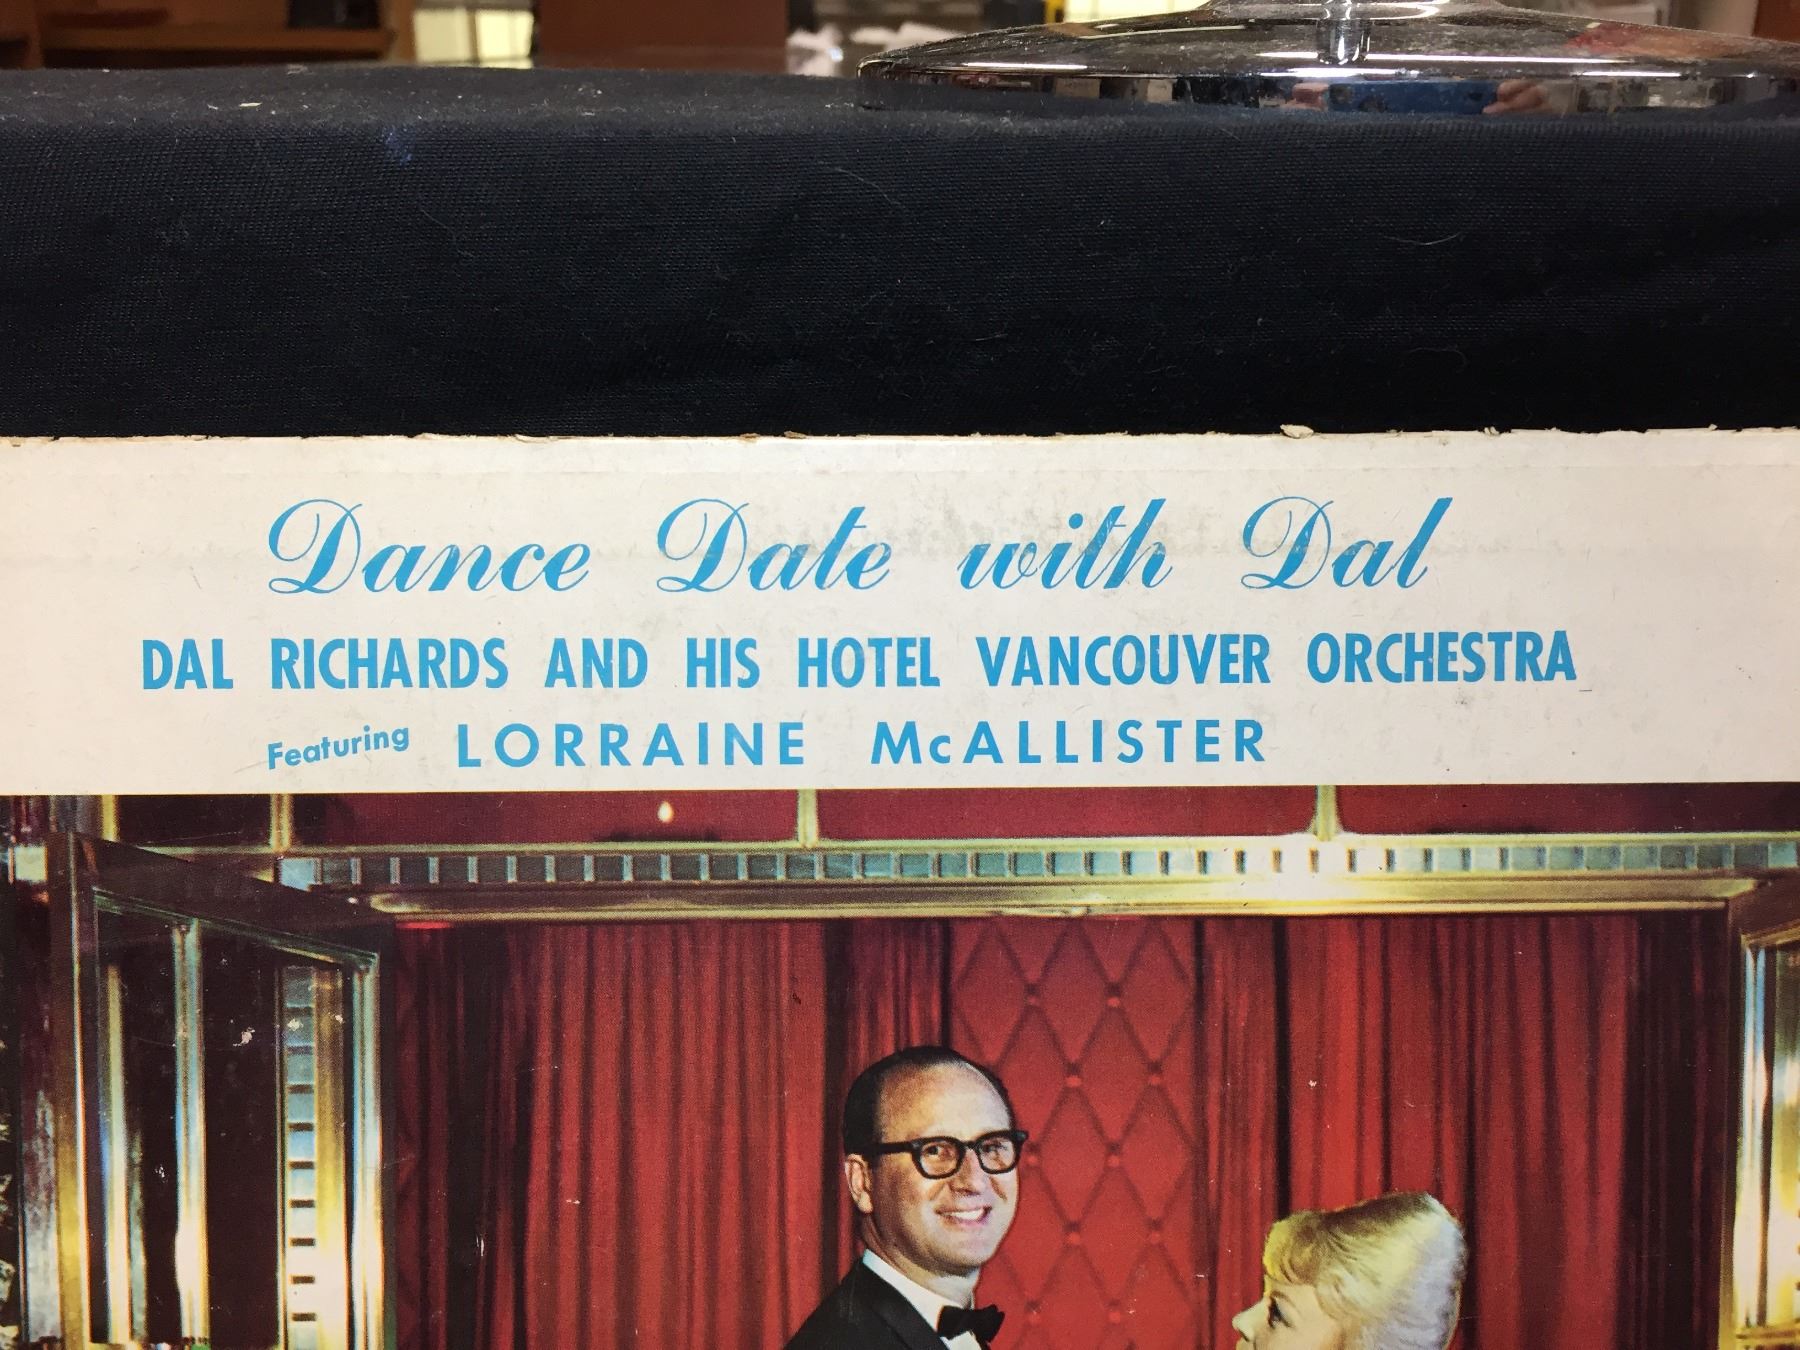 Dance Date with Dal
DAL RICHARDS AND HIS HOTEL VANCOUVER ORCHESTRA
Featuring LORRAINE McALLISTER